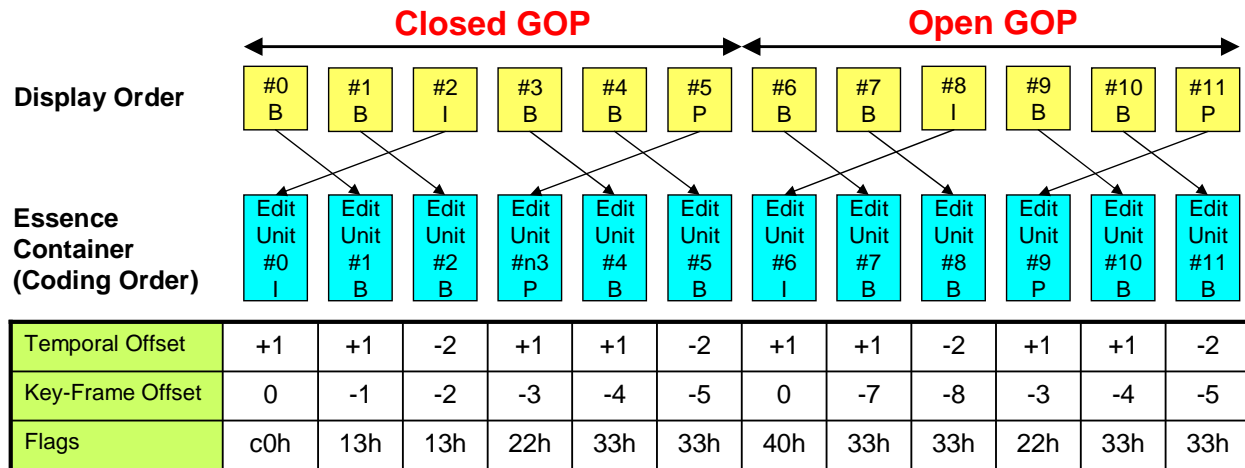 Closed GOP Open GOP
Display Order
#0 #1 #2 #3 #4 #5 #6 #7 #8 #9 #10 #11
B B I B B P B B I B B P
Essence
Container
(Coding Order)
Edit Edit Edit Edit Edit Edit Edit Edit Edit Edit Edit Edit
Unit Unit Unit Unit Unit Unit Unit Unit Unit Unit Unit Unit
#0 #1 #2 #n3 #4 #5 #6 #7 #8 #9 #10 #11
I B B P B B I B B P B B
Temporal Offset +1 +1 -2 +1 +1 -2 +1 +1 -2 +1 +1 -2
Key-Frame Offset 0 -1 -2 -3 -4 -5 0 -7 -8 -3 -4 -5
Flags c0h 13h 13h 22h 33h 33h 40h 33h 33h 22h 33h 33h